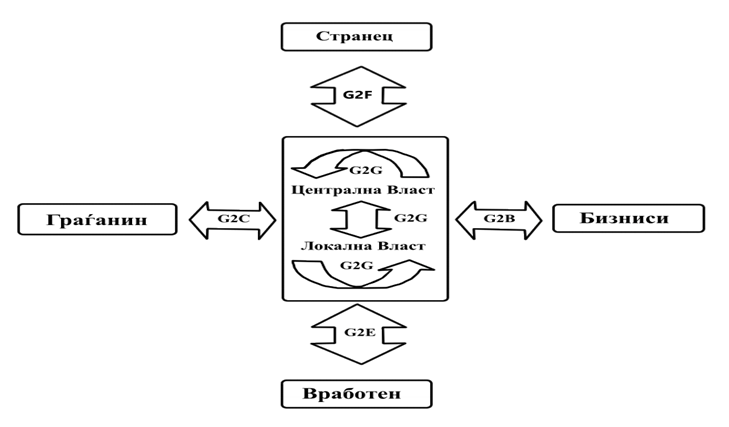 Странец
G2F
G2G
Централна Власт
Граѓанин
G2C
G2G
G2B
Бизниси
Локална Власт
G2G
G2E
Вработен